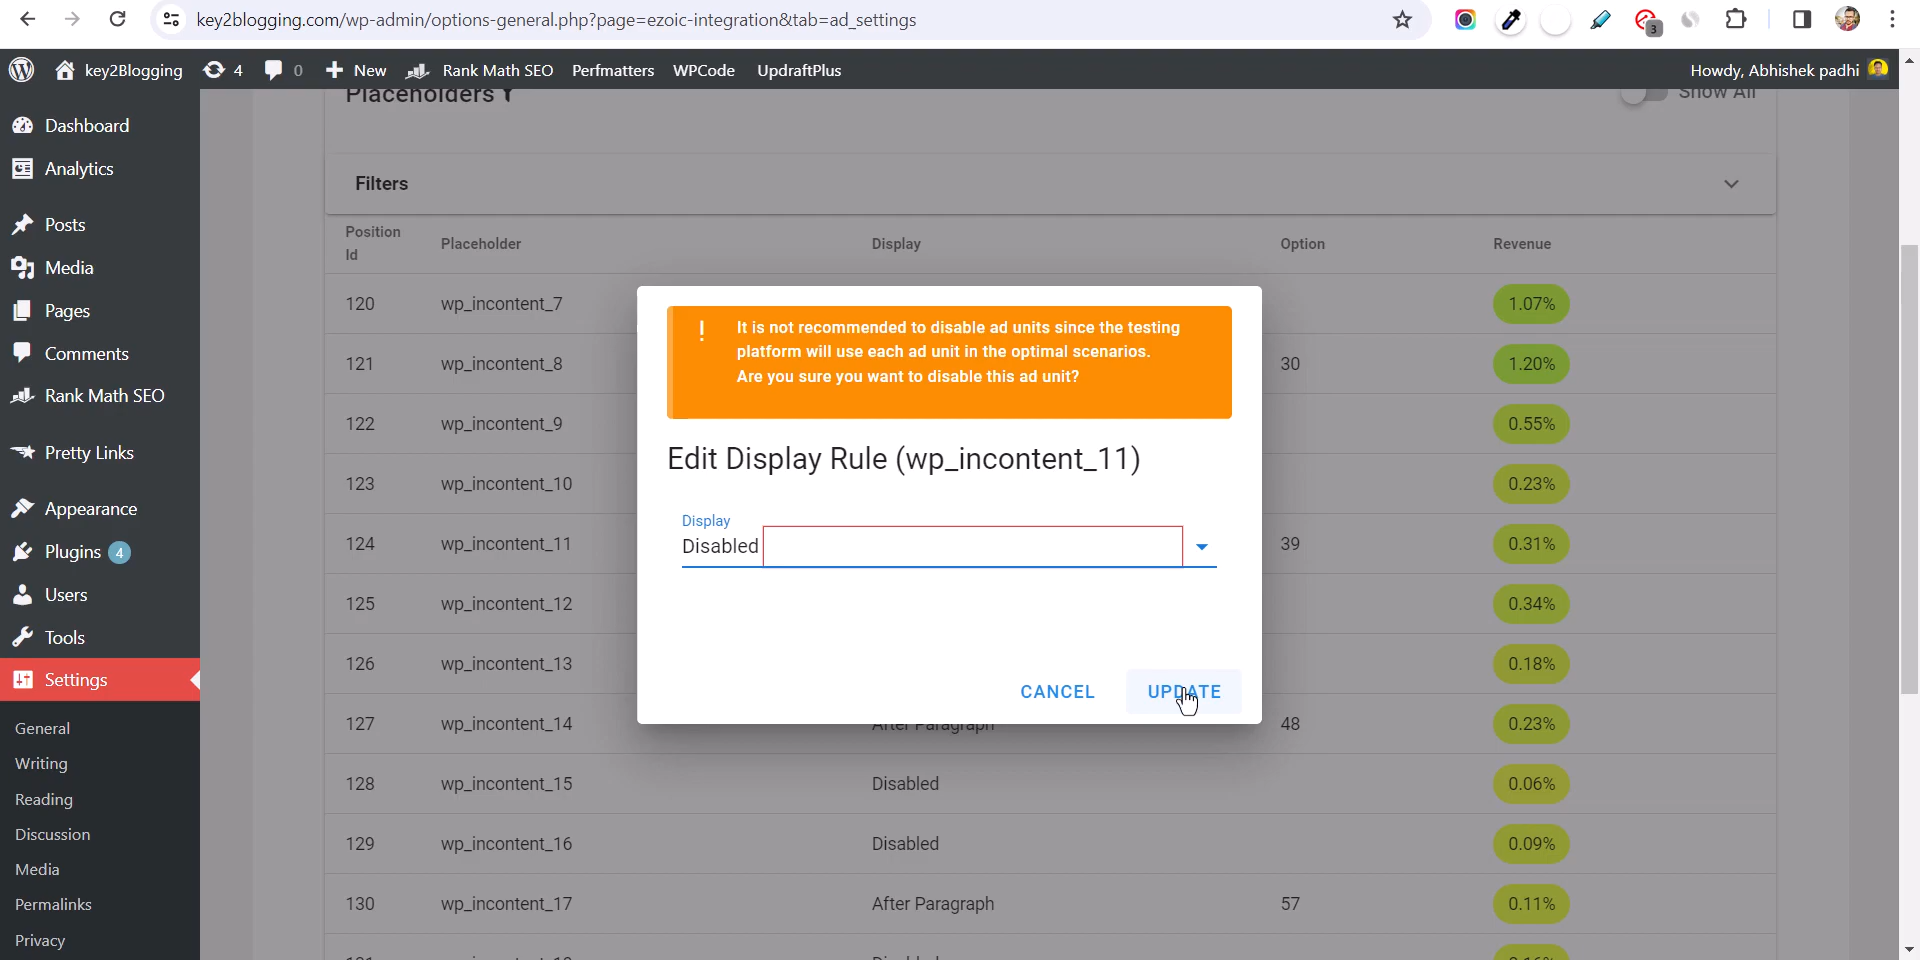 key2blogging.com/wp-admin/options-general.php?page=ezoic-integration&tab=ad_settings
3
key2Blogging 4 0 New Rank Math SEO Perfmatters WPCode UpdraftPlus Howdy, Abhishek padhi
Dashboard
Analytics
Posts
Media
Pages
Comments
Rank Math SEO
Pretty Links
Appearance
Plugins 4
Users
Tools
Settings
General
Writing
Reading
Discussion
Media
Permalinks
Privacy
Placeholders Show All
Filters
Position Id Placeholder Display Option Revenue
120 wp_incontent_7 1.07%
121 wp_incontent_8 30 1.20%
122 wp_incontent_9 0.55%
123 wp_incontent_10 0.23%
124 wp_incontent_11 39 0.31%
125 wp_incontent_12 0.34%
126 wp_incontent_13 0.18%
127 wp_incontent_14 After Paragraph 48 0.23%
128 wp_incontent_15 Disabled 0.06%
129 wp_incontent_16 Disabled 0.09%
130 wp_incontent_17 After Paragraph 57 0.11%
! It is not recommended to disable ad units since the testing
platform will use each ad unit in the optimal scenarios.
Are you sure you want to disable this ad unit?
Edit Display Rule (wp_incontent_11)
Display
Disabled
CANCEL UPDATE